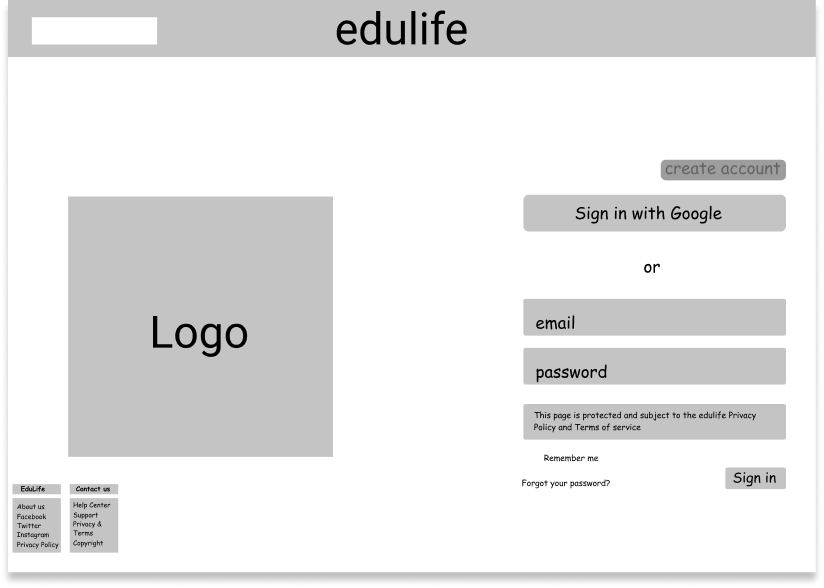 edulife
create account
Sign in with Google
Logo
or
email
password
This page is protected and subject to the edulife Privacy
Policy and Terms of service
Remember me
Forgot your password?
Sign in
EduLife
About us
Facebook
Twitter
Instagram
Privacy Policy
Contact us
Help Center
Support
Privacy &
Terms
Copyright